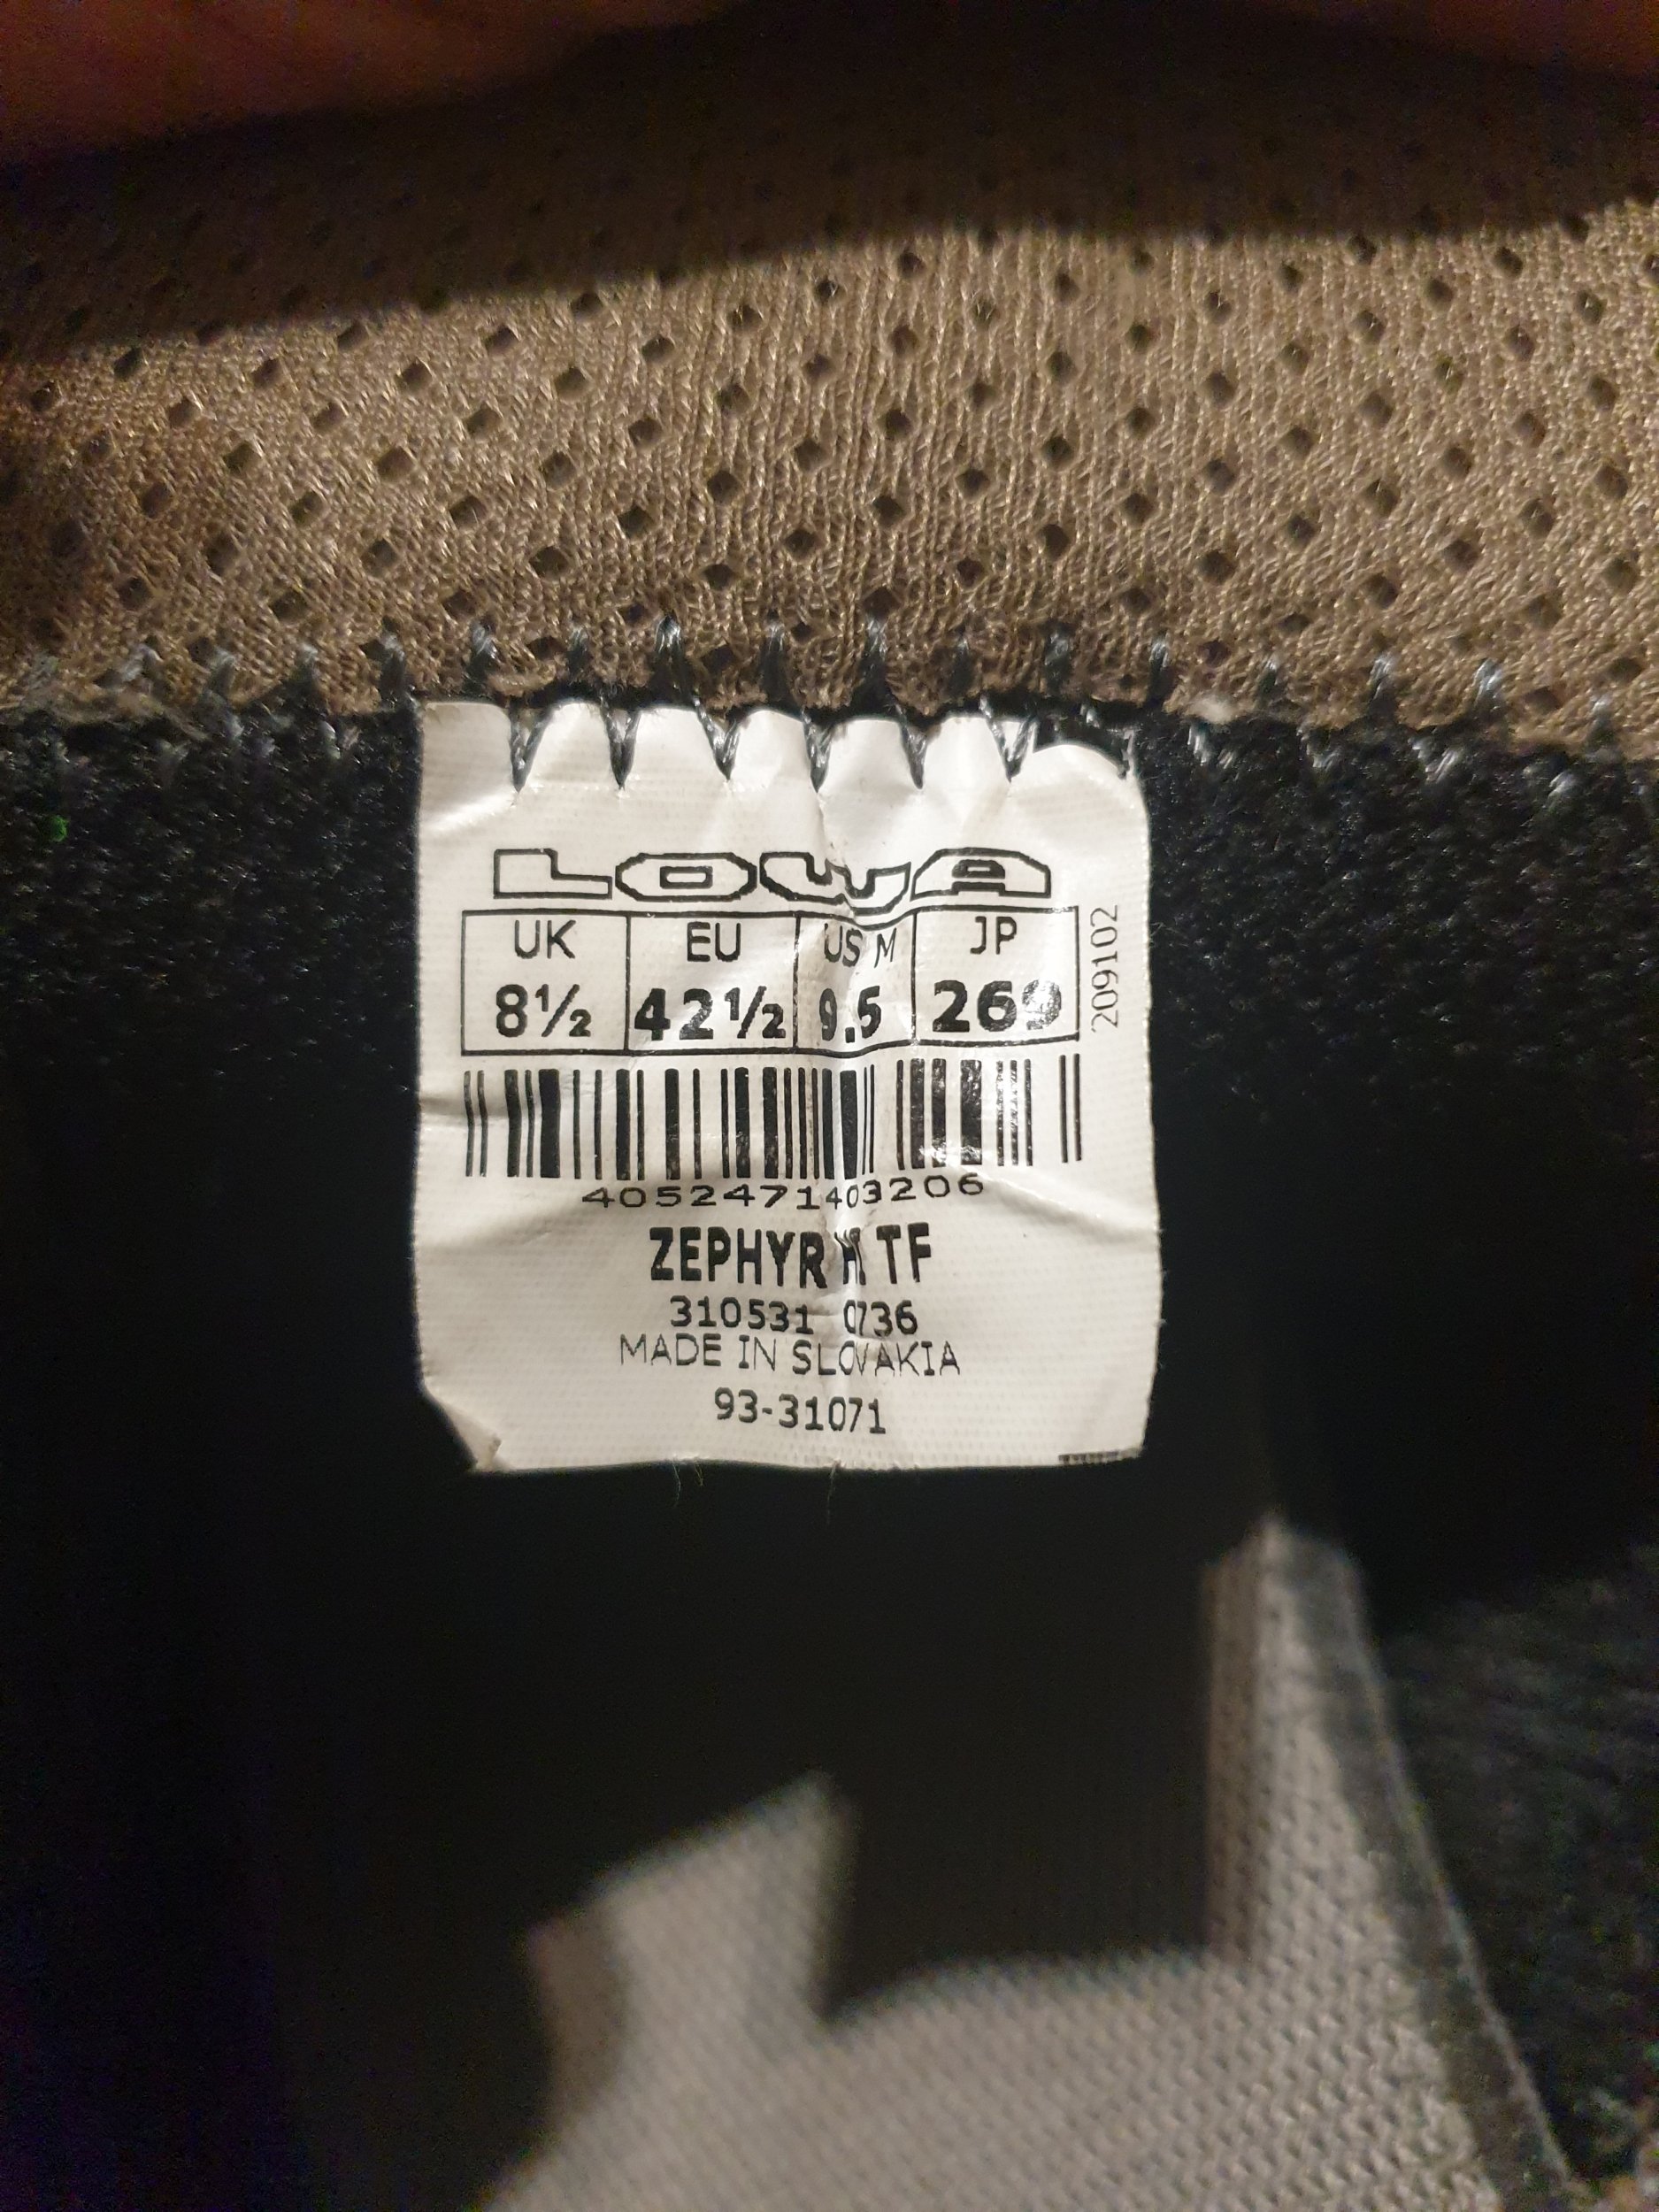 LOWA
UK EU US M JP
8½ 42½ 9.5 269
209102
4052471403206
ZEPHYR TF
310531 0736
MADE IN SLOVAKIA
93-31071